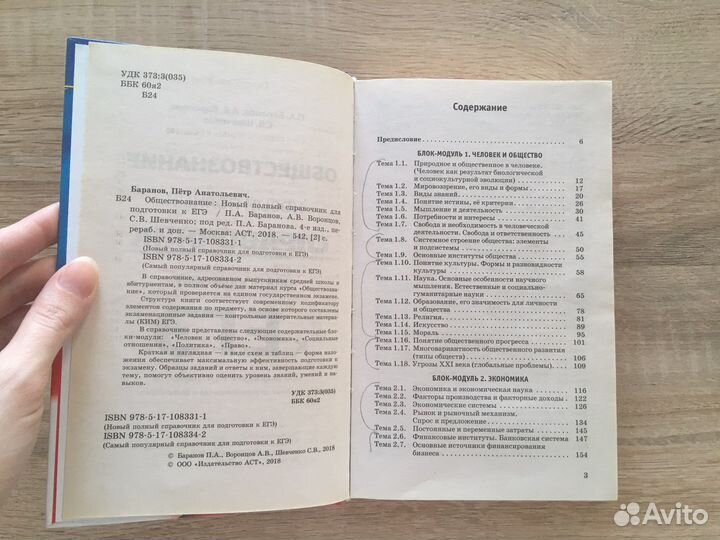 УДК 373:3(035)
ББК 60я2
Б24
Баранов, Пётр Анатольевич.
Б24 Обществознание : Новый полный справочник для
подготовки к ЕГЭ / П.А. Баранов, А.В. Воронцов,
С.В. Шевченко; под ред. П.А. Баранова. 4-е изд., пе-
рераб. и доп. — Москва: АСТ, 2018. — 542, [2] с.
ISBN 978-5-17-108331-1
(Новый полный справочник для подготовки к ЕГЭ)
ISBN 978-5-17-108334-2
(Самый популярный справочник для подготовки к ЕГЭ)
В справочнике, адресованном выпускникам средней школы и
абитуриентам, в полном объёме дан материал курса «Обществозна-
ние», который проверяется на едином государственном экзамене.
Структура книги соответствует современному кодификатору
элементов содержания по предмету, на основе которого составлены
экзаменационные задания — контрольные измерительные материа-
лы (КИМ) ЕГЭ.
В справочнике представлены следующие содержательные бло-
ки-модули: «Человек и общество», «Экономика», «Социальные
отношения», «Политика», «Право».
Краткая и наглядная — в виде схем и таблиц — форма изло-
жения обеспечивает максимальную эффективность подготовки к
экзамену. Образцы заданий и ответы к ним, завершающие каждую
тему, помогут объективно оценить уровень знаний, умений и на-
выков.
УДК 373:3(035)
ББК 60я2
ISBN 978-5-17-108331-1
(Новый полный справочник для подготовки к ЕГЭ)
ISBN 978-5-17-108334-2
(Самый популярный справочник для подготовки к ЕГЭ)
© Баранов П.А., Воронцов А.В., Шевченко С.В., 2018
© ООО «Издательство АСТ», 2018
Содержание
Предисловие 6
БЛОК-МОДУЛЬ 1. ЧЕЛОВЕК И ОБЩЕСТВО
Тема 1.1. Природное и общественное в человеке.
(Человек как результат биологической
и социокультурной эволюции) 12
Тема 1.2. Мировоззрение, его виды и формы 17
Тема 1.3. Виды знаний 20
Тема 1.4. Понятие истины, её критерии 26
Тема 1.5. Мышление и деятельность 30
Тема 1.6. Потребности и интересы 41
Тема 1.7. Свобода и необходимость в человеческой
деятельности. Свобода и ответственность 45
Тема 1.8. Системное строение общества: элементы
и подсистемы 50
Тема 1.9. Основные институты общества 55
Тема 1.10. Понятие культуры. Формы и разновидности
культуры 58
Тема 1.11. Наука. Основные особенности научного
мышления. Естественные и социально-
гуманитарные науки 65
Тема 1.12. Образование, его значимость для личности
и общества 78
Тема 1.13. Религия 84
Тема 1.14. Искусство 89
Тема 1.15. Мораль 95
Тема 1.16. Понятие общественного прогресса 101
Тема 1.17. Многовариантность общественного развития
(типы обществ) 106
Тема 1.18. Угрозы XXI века (глобальные проблемы) 109
БЛОК-МОДУЛЬ 2. ЭКОНОМИКА
Тема 2.1. Экономика и экономическая наука 116
Тема 2.2. Факторы производства и факторные доходы 122
Тема 2.3. Экономические системы 126
Тема 2.4. Рынок и рыночный механизм.
Спрос и предложение 134
Тема 2.5. Постоянные и переменные затраты 145
Тема 2.6. Финансовые институты. Банковская система 147
Тема 2.7. Основные источники финансирования
бизнеса 154
3
Avito